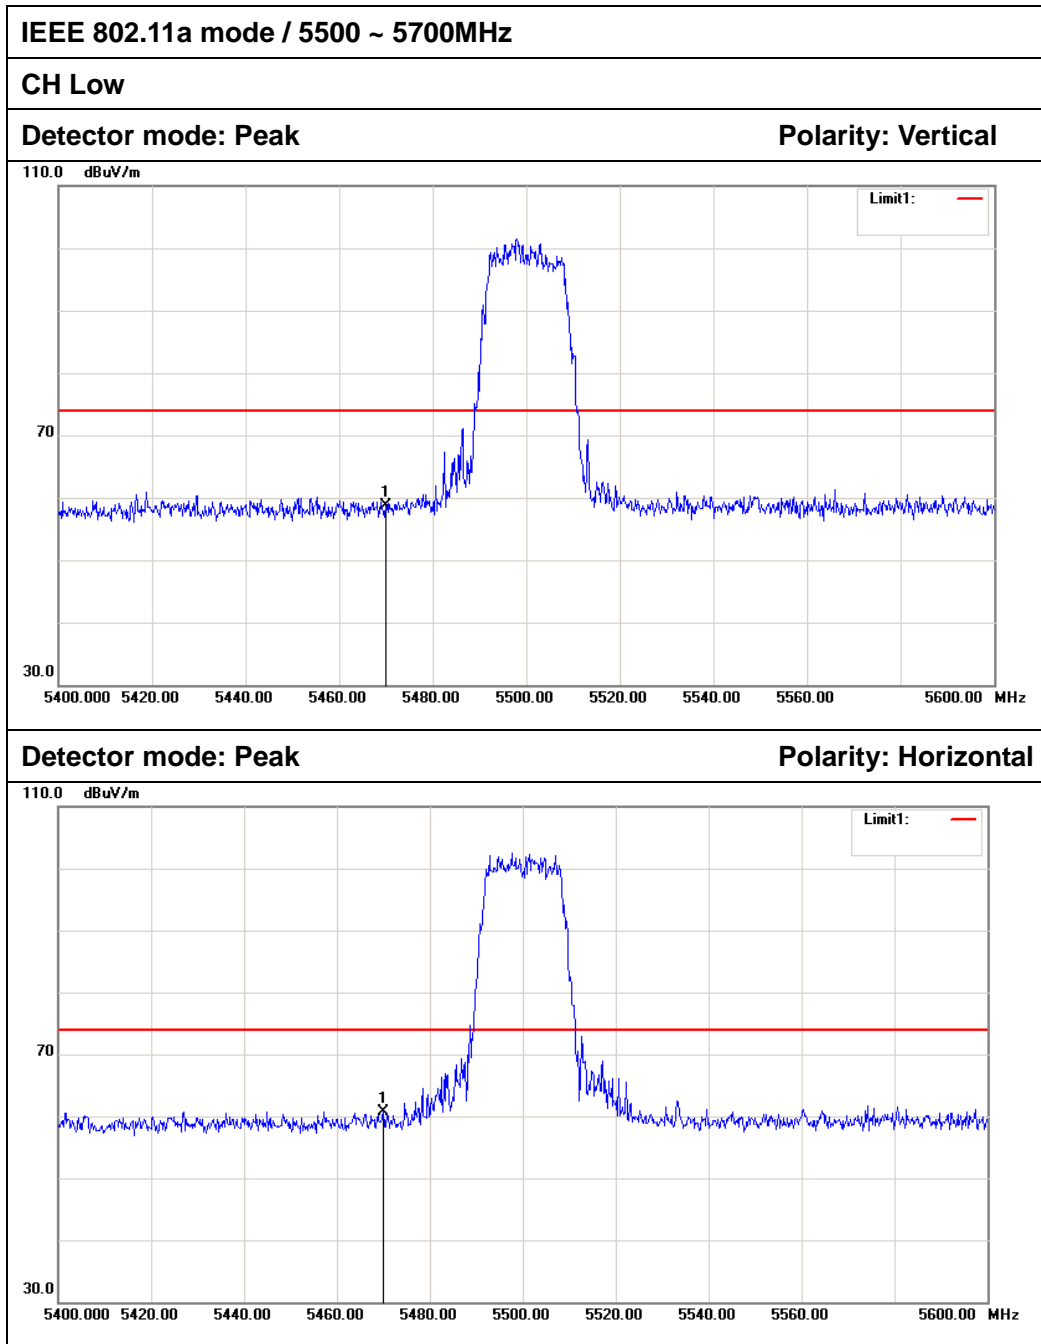 IEEE 802.11a mode / 5500 ~ 5700MHz
CH Low
Detector mode: Peak Polarity: Vertical
110.0 dBuV/m
Limit1:
70
1
30.0
5400.000 5420.00 5440.00 5460.00 5480.00 5500.00 5520.00 5540.00 5560.00 5600.00 MHz
Detector mode: Peak Polarity: Horizontal
110.0 dBuV/m
Limit1:
70
1
30.0
5400.000 5420.00 5440.00 5460.00 5480.00 5500.00 5520.00 5540.00 5560.00 5600.00 MHz